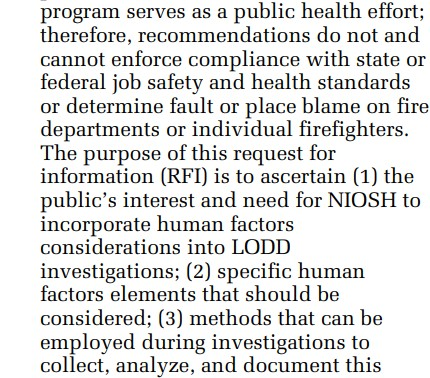 program serves as a public health effort;
therefore, recommendations do not and
cannot enforce compliance with state or
federal job safety and health standards
or determine fault or place blame on fire
departments or individual firefighters.
The purpose of this request for
information (RFI) is to ascertain (1) the
public’s interest and need for NIOSH to
incorporate human factors
considerations into LODD
investigations; (2) specific human
factors elements that should be
considered; (3) methods that can be
employed during investigations to
collect, analyze, and document this